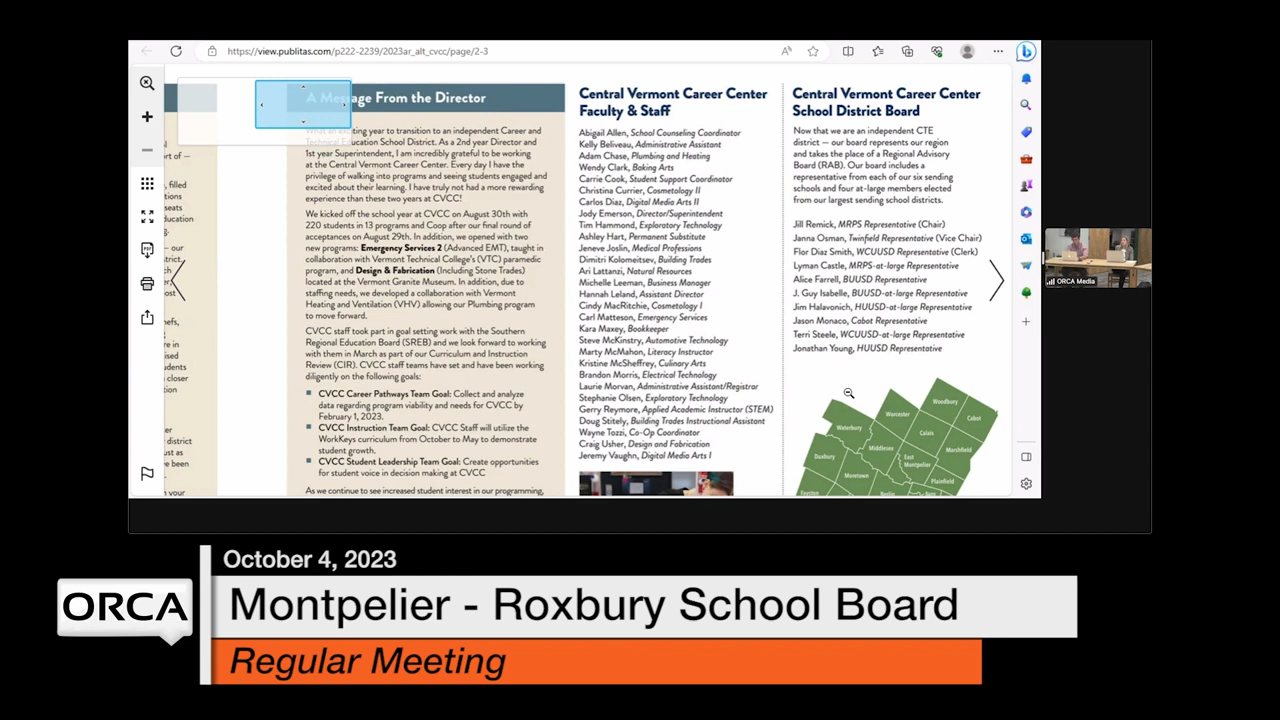 https://view.publitas.com/p222-2239/2023ar_alt_cvcc/page/2-3
A Message From the Director
What an exciting year to transition to an independent Career and
Technical Education School District. As a 2nd year Director and
1st year Superintendent, I am incredibly grateful to be working
at the Central Vermont Career Center. Every day I have the
privilege of walking into programs and seeing students engaged and
excited about their learning. I have truly not had a more rewarding
experience than these two years at CVCC!
We kicked off the school year at CVCC on August 30th with
220 students in 13 programs and Coop after our final round of
acceptances on August 29th. In addition, we opened with two
new programs: Emergency Services 2 (Advanced EMT), taught in
collaboration with Vermont Technical College's (VTC) paramedic
program, and Design & Fabrication (Including Stone Trades)
located at the Vermont Granite Museum. In addition, due to
staffing needs, we developed a collaboration with Vermont
Heating and Ventilation (VHV) allowing our Plumbing program
to move forward.
CVCC staff took part in goal setting work with the Southern
Regional Education Board (SREB) and we look forward to working
with them in March as part of our Curriculum and Instruction
Review (CIR). CVCC staff teams have set and have been working
diligently on the following goals:
CVCC Career Pathways Team Goal: Collect and analyze
data regarding program viability and needs for CVCC by
February 1, 2023.
CVCC Instruction Team Goal: CVCC Staff will utilize the
WorkKeys curriculum from October to May to demonstrate
student growth.
CVCC Student Leadership Team Goal: Create opportunities
for student voice in decision making at CVCC
As we continue to see increased student interest in our programming,
Central Vermont Career Center
Faculty & Staff
Abigail Allen, School Counseling Coordinator
Kelly Beliveau, Administrative Assistant
Adam Chase, Plumbing and Heating
Wendy Clark, Baking Arts
Carrie Cook, Student Support Coordinator
Christina Currier, Cosmetology II
Carlos Diaz, Digital Media Arts II
Jody Emerson, Director/Superintendent
Tim Hammond, Exploratory Technology
Ashley Hart, Permanent Substitute
Jeneve Joslin, Medical Professions
Dimitri Kolomeitsev, Building Trades
Ari Lattanzi, Natural Resources
Michelle Leeman, Business Manager
Hannah Leland, Assistant Director
Cindy MacRitchie, Cosmetology I
Carl Matteson, Emergency Services
Kara Maxey, Bookkeeper
Steve McKinstry, Automotive Technology
Marty McMahon, Literacy Instructor
Kristine McSheffrey, Culinary Arts
Brandon Morris, Electrical Technology
Laurie Morvan, Administrative Assistant/Registrar
Stephanie Olsen, Exploratory Technology
Gerry Reymore, Applied Academic Instructor (STEM)
Doug Stitely, Building Trades Instructional Assistant
Wayne Tozzi, Co-Op Coordinator
Craig Usher, Design and Fabrication
Jeremy Vaughn, Digital Media Arts I
Central Vermont Career Center
School District Board
Now that we are an independent CTE
district — our board represents our region
and takes the place of a Regional Advisory
Board (RAB). Our board includes a
representative from each of our six sending
schools and four at-large members elected
from our largest sending school districts.
Jill Remick, MRPS Representative (Chair)
Janna Osman, Twinfield Representative (Vice Chair)
Flor Diaz Smith, WCUUSD Representative (Clerk)
Lyman Castle, MRPS-at-large Representative
Alice Farrell, BUUSD Representative
J. Guy Isabelle, BUUSD-at-large Representative
Jim Halavonich, HUUSD-at-large Representative
Jason Monaco, Cabot Representative
Terri Steele, WCUUSD-at-large Representative
Jonathan Young, HUUSD Representative
Woodbury
Worcester
Cabot
Waterbury
Calais
Middlesex
Marshfield
Duxbury
East
Montpelier
Moretown
Plainfield
Fayston
Berlin
ORCA Media
October 4, 2023
ORCA
Montpelier - Roxbury School Board
Regular Meeting